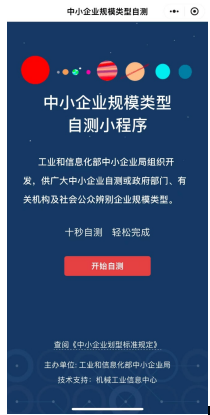 中小企业规模类型自测
中小企业规模类型
自测小程序
工业和信息化部中小企业局组织开
发，供广大中小企业自测或政府部门、有
关机构及社会公众辨别企业规模类型。
十秒自测 轻松完成
开始自测
查阅《中小企业划型标准规定》
主办单位: 工业和信息化部中小企业局
技术支持: 机械工业信息中心